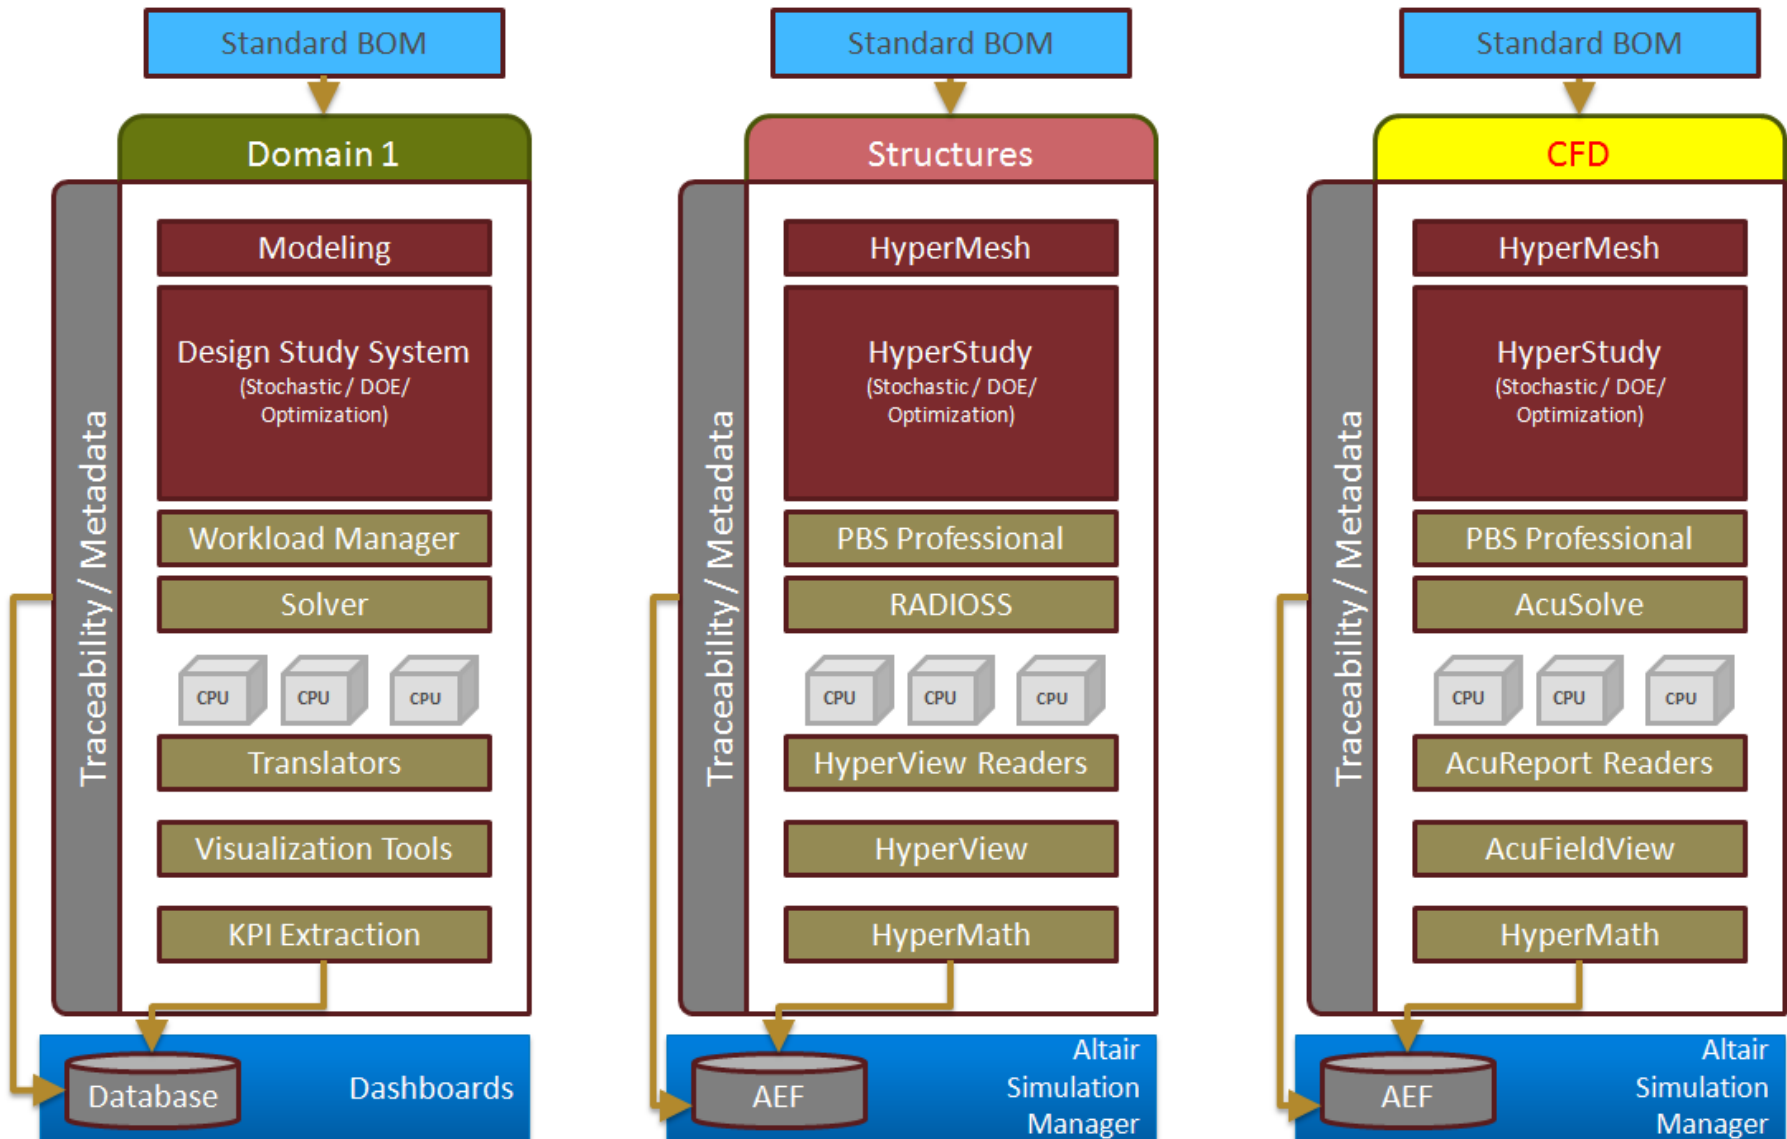 Standard BOM
Domain 1
Traceability / Metadata
Modeling
Design Study System
(Stochastic / DOE/
Optimization)
Workload Manager
Solver
CPU
CPU
CPU
Translators
Visualization Tools
KPI Extraction
Database
Dashboards
Standard BOM
Structures
Traceability / Metadata
HyperMesh
HyperStudy
(Stochastic / DOE/
Optimization)
PBS Professional
RADIOSS
CPU
CPU
CPU
HyperView Readers
HyperView
HyperMath
AEF
Altair
Simulation
Manager
Standard BOM
CFD
Traceability / Metadata
HyperMesh
HyperStudy
(Stochastic / DOE/
Optimization)
PBS Professional
AcuSolve
CPU
CPU
CPU
AcuReport Readers
AcuFieldView
HyperMath
AEF
Altair
Simulation
Manager